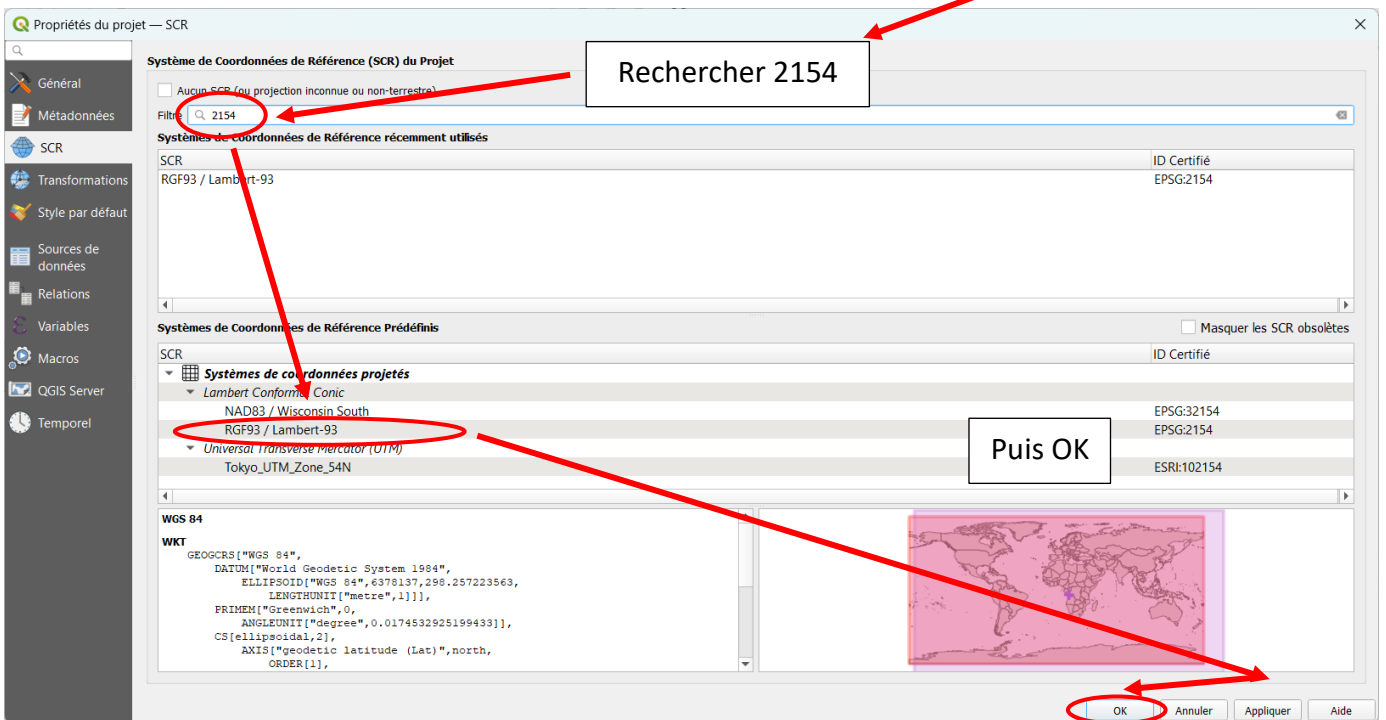 Propriétés du projet — SCR
Général
Métadonnées
SCR
Transformations
Style par défaut
Sources de
données
Relations
Variables
Macros
QGIS Server
Temporel
Système de Coordonnées de Référence (SCR) du Projet
Rechercher 2154
Aucun SCR (ou projection inconnue ou non-terrestre)
Filtre 2154
Systèmes de Coordonnées de Référence récemment utilisés
SCR ID Certifié
RGF93 / Lambert-93 EPSG:2154
Systèmes de Coordonnées de Référence Prédéfinis Masquer les SCR obsolètes
SCR ID Certifié
Systèmes de coordonnées projetés
Lambert Conformal Conic
NAD83 / Wisconsin South EPSG:32154
RGF93 / Lambert-93 EPSG:2154
Universal Transverse Mercator (UTM)
Tokyo_UTM_Zone_54N ESRI:102154
Puis OK
WGS 84
WKT
GEOGCRS["WGS 84",
DATUM["World Geodetic System 1984",
ELLIPSOID["WGS 84",6378137,298.257223563,
LENGTHUNIT["metre",1]]],
PRIMEM["Greenwich",0,
ANGLEUNIT["degree",0.0174532925199433]],
CS[ellipsoidal,2],
AXIS["geodetic latitude (Lat)",north,
ORDER[1],
OK Annuler Appliquer Aide